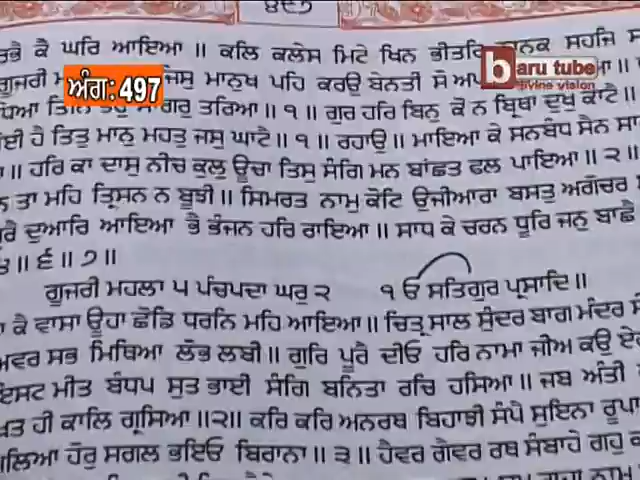 ੪੯੭
ਕੈ ਘਰਿ ਆਇਆ ॥ ਕਲਿ ਕਲੇਸ ਮਿਟੇ ਖਿਨ ਭੀਤਰਿ ਨਾਨਕ ਸਹਜਿ
baru tube
divine vision
ਗੂਜਰੀ ਜਿਸੁ ਮਾਨੁਖ ਪਹਿ ਕਰਉ ਬੇਨਤੀ ਸੋ
ਅੰਗ: 497
ਤਰਿਆ ॥ ੧ ॥ ਗੁਰ ਹਰਿ ਬਿਨੁ ਕੋ ਨ ਬ੍ਰਿਥਾ ਦੁਖੁ ਕਾਟੈ ॥
ਹੈ ਤਿਤੁ ਮਾਨੁ ਮਹਤੁ ਜਸੁ ਘਾਟੈ ॥ ੧ ॥ ਰਹਾਉ ॥ ਮਾਇਆ ਕੇ ਸਨਬੰਧ ਸੈਨ
॥ ਹਰਿ ਕਾ ਦਾਸੁ ਨੀਚ ਕੁਲੁ ਊਚਾ ਤਿਸੁ ਸੰਗਿ ਮਨ ਬਾਂਛਤ ਫਲ ਪਾਇਆ ॥ ੨ ॥
ਤਾ ਮਹਿ ਤ੍ਰਿਸਨ ਨ ਬੂਝੀ ॥ ਸਿਮਰਤ ਨਾਮੁ ਕੋਟਿ ਉਜੀਆਰਾ ਬਸਤੁ ਅਗੋਚਰ
ਦੁਆਰਿ ਆਇਆ ਭੈ ਭੰਜਨ ਹਰਿ ਰਾਇਆ ॥ ਸਾਧ ਕੇ ਚਰਨ ਧੂਰਿ ਜਨੁ ਬਾਛੈ
॥ ੬ ॥ ੭ ॥
ਗੂਜਰੀ ਮਹਲਾ ੫ ਪੰਚਪਦਾ ਘਰੁ ੨ ੴ ਸਤਿਗੁਰ ਪ੍ਰਸਾਦਿ ॥
ਕੈ ਵਾਸਾ ਊਹਾ ਛੋਡਿ ਧਰਨਿ ਮਹਿ ਆਇਆ ॥ ਚਿਤ੍ਰ ਸਾਲ ਸੁੰਦਰ ਬਾਗ ਮੰਦਰ
ਅਵਰ ਸਭ ਮਿਥਿਆ ਲੋਭ ਲਬੀ ॥ ਗੁਰਿ ਪੂਰੈ ਦੀਓ ਹਰਿ ਨਾਮਾ ਜੀਅ ਕਉ
ਇਸਟ ਮੀਤ ਬੰਧਪ ਸੁਤ ਭਾਈ ਸੰਗਿ ਬਨਿਤਾ ਰਚਿ ਹਸਿਆ ॥ ਜਬ ਅੰਤੀ
ਹੀ ਕਾਲਿ ਗ੍ਰਸਿਆ ॥੨॥ ਕਰਿ ਕਰਿ ਅਨਰਥ ਬਿਹਾਝੀ ਸੰਪੈ ਸੁਇਨਾ ਰੂਪਾ
ਹੋਰੁ ਸਗਲ ਭਇਓ ਬਿਰਾਨਾ ॥ ੩ ॥ ਹੈਵਰ ਗੈਵਰ ਰਥ ਸੰਬਾਹੇ ਗਹੁ